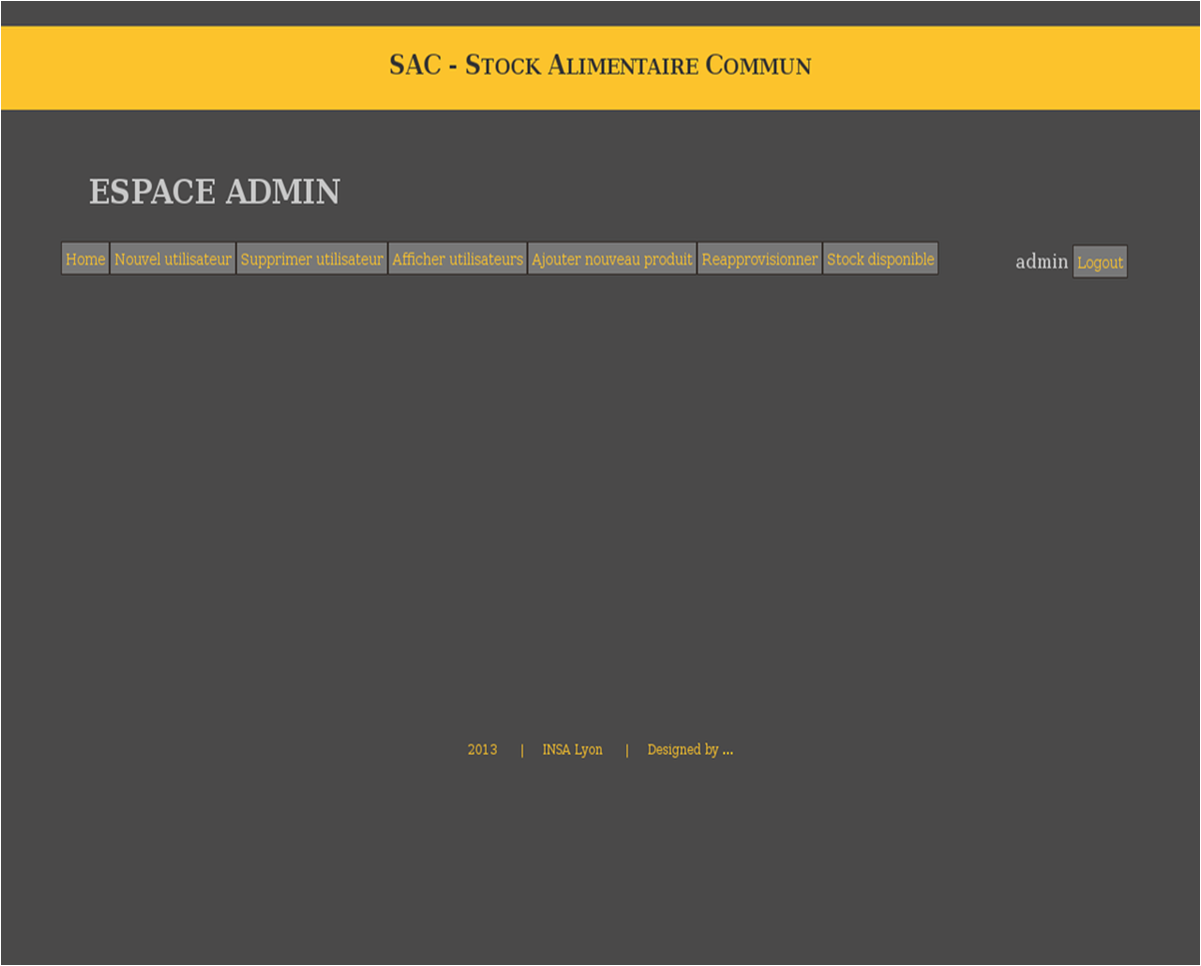 SAC - Stock Alimentaire Commun
ESPACE ADMIN
Home Nouvel utilisateur Supprimer utilisateur Afficher utilisateurs Ajouter nouveau produit Reapprovisionner Stock disponible admin Logout
2013 | INSA Lyon | Designed by ...